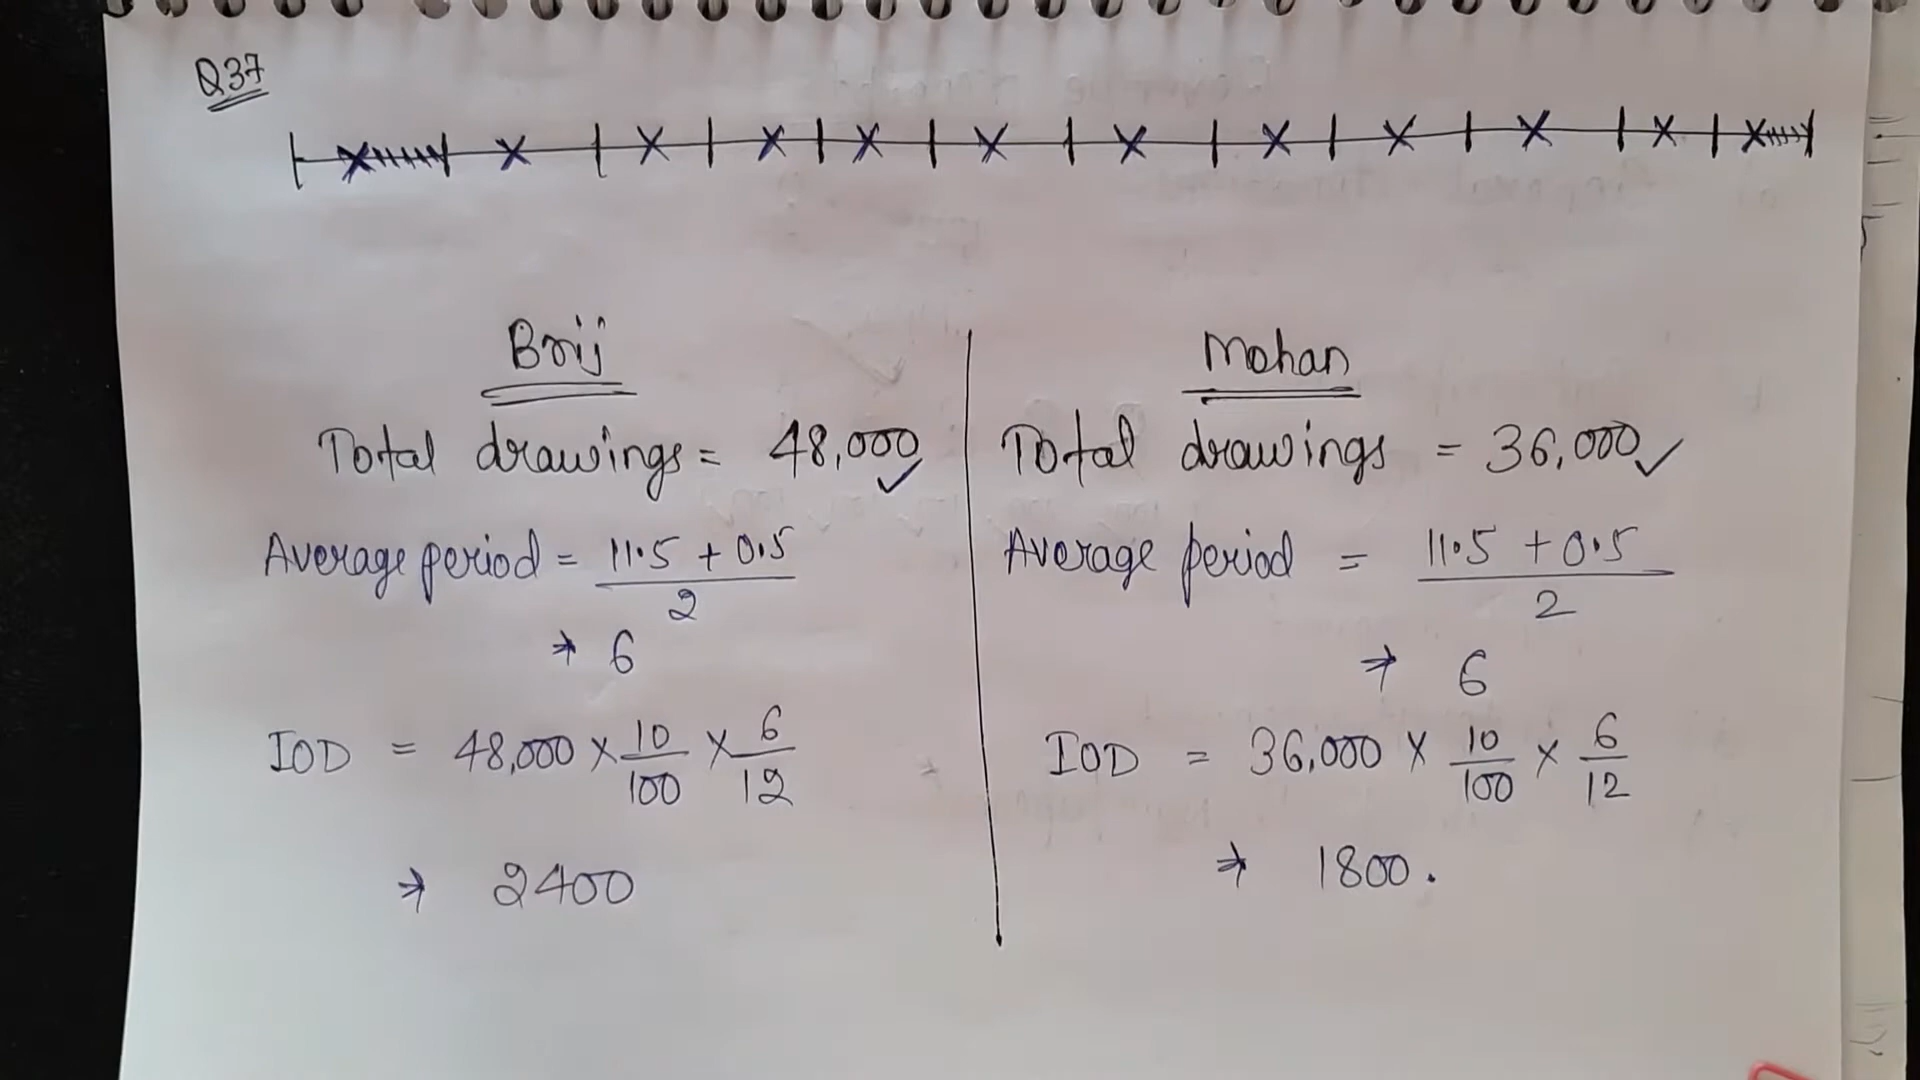 Q37
Brij
Total drawings = 48,000
Average period = 11.5 + 0.5 / 2
→ 6
IOD = 48,000 × 10/100 × 6/12
→ 2400
Mohan
Total drawings = 36,000
Average period = 11.5 + 0.5 / 2
→ 6
IOD = 36,000 × 10/100 × 6/12
→ 1800.